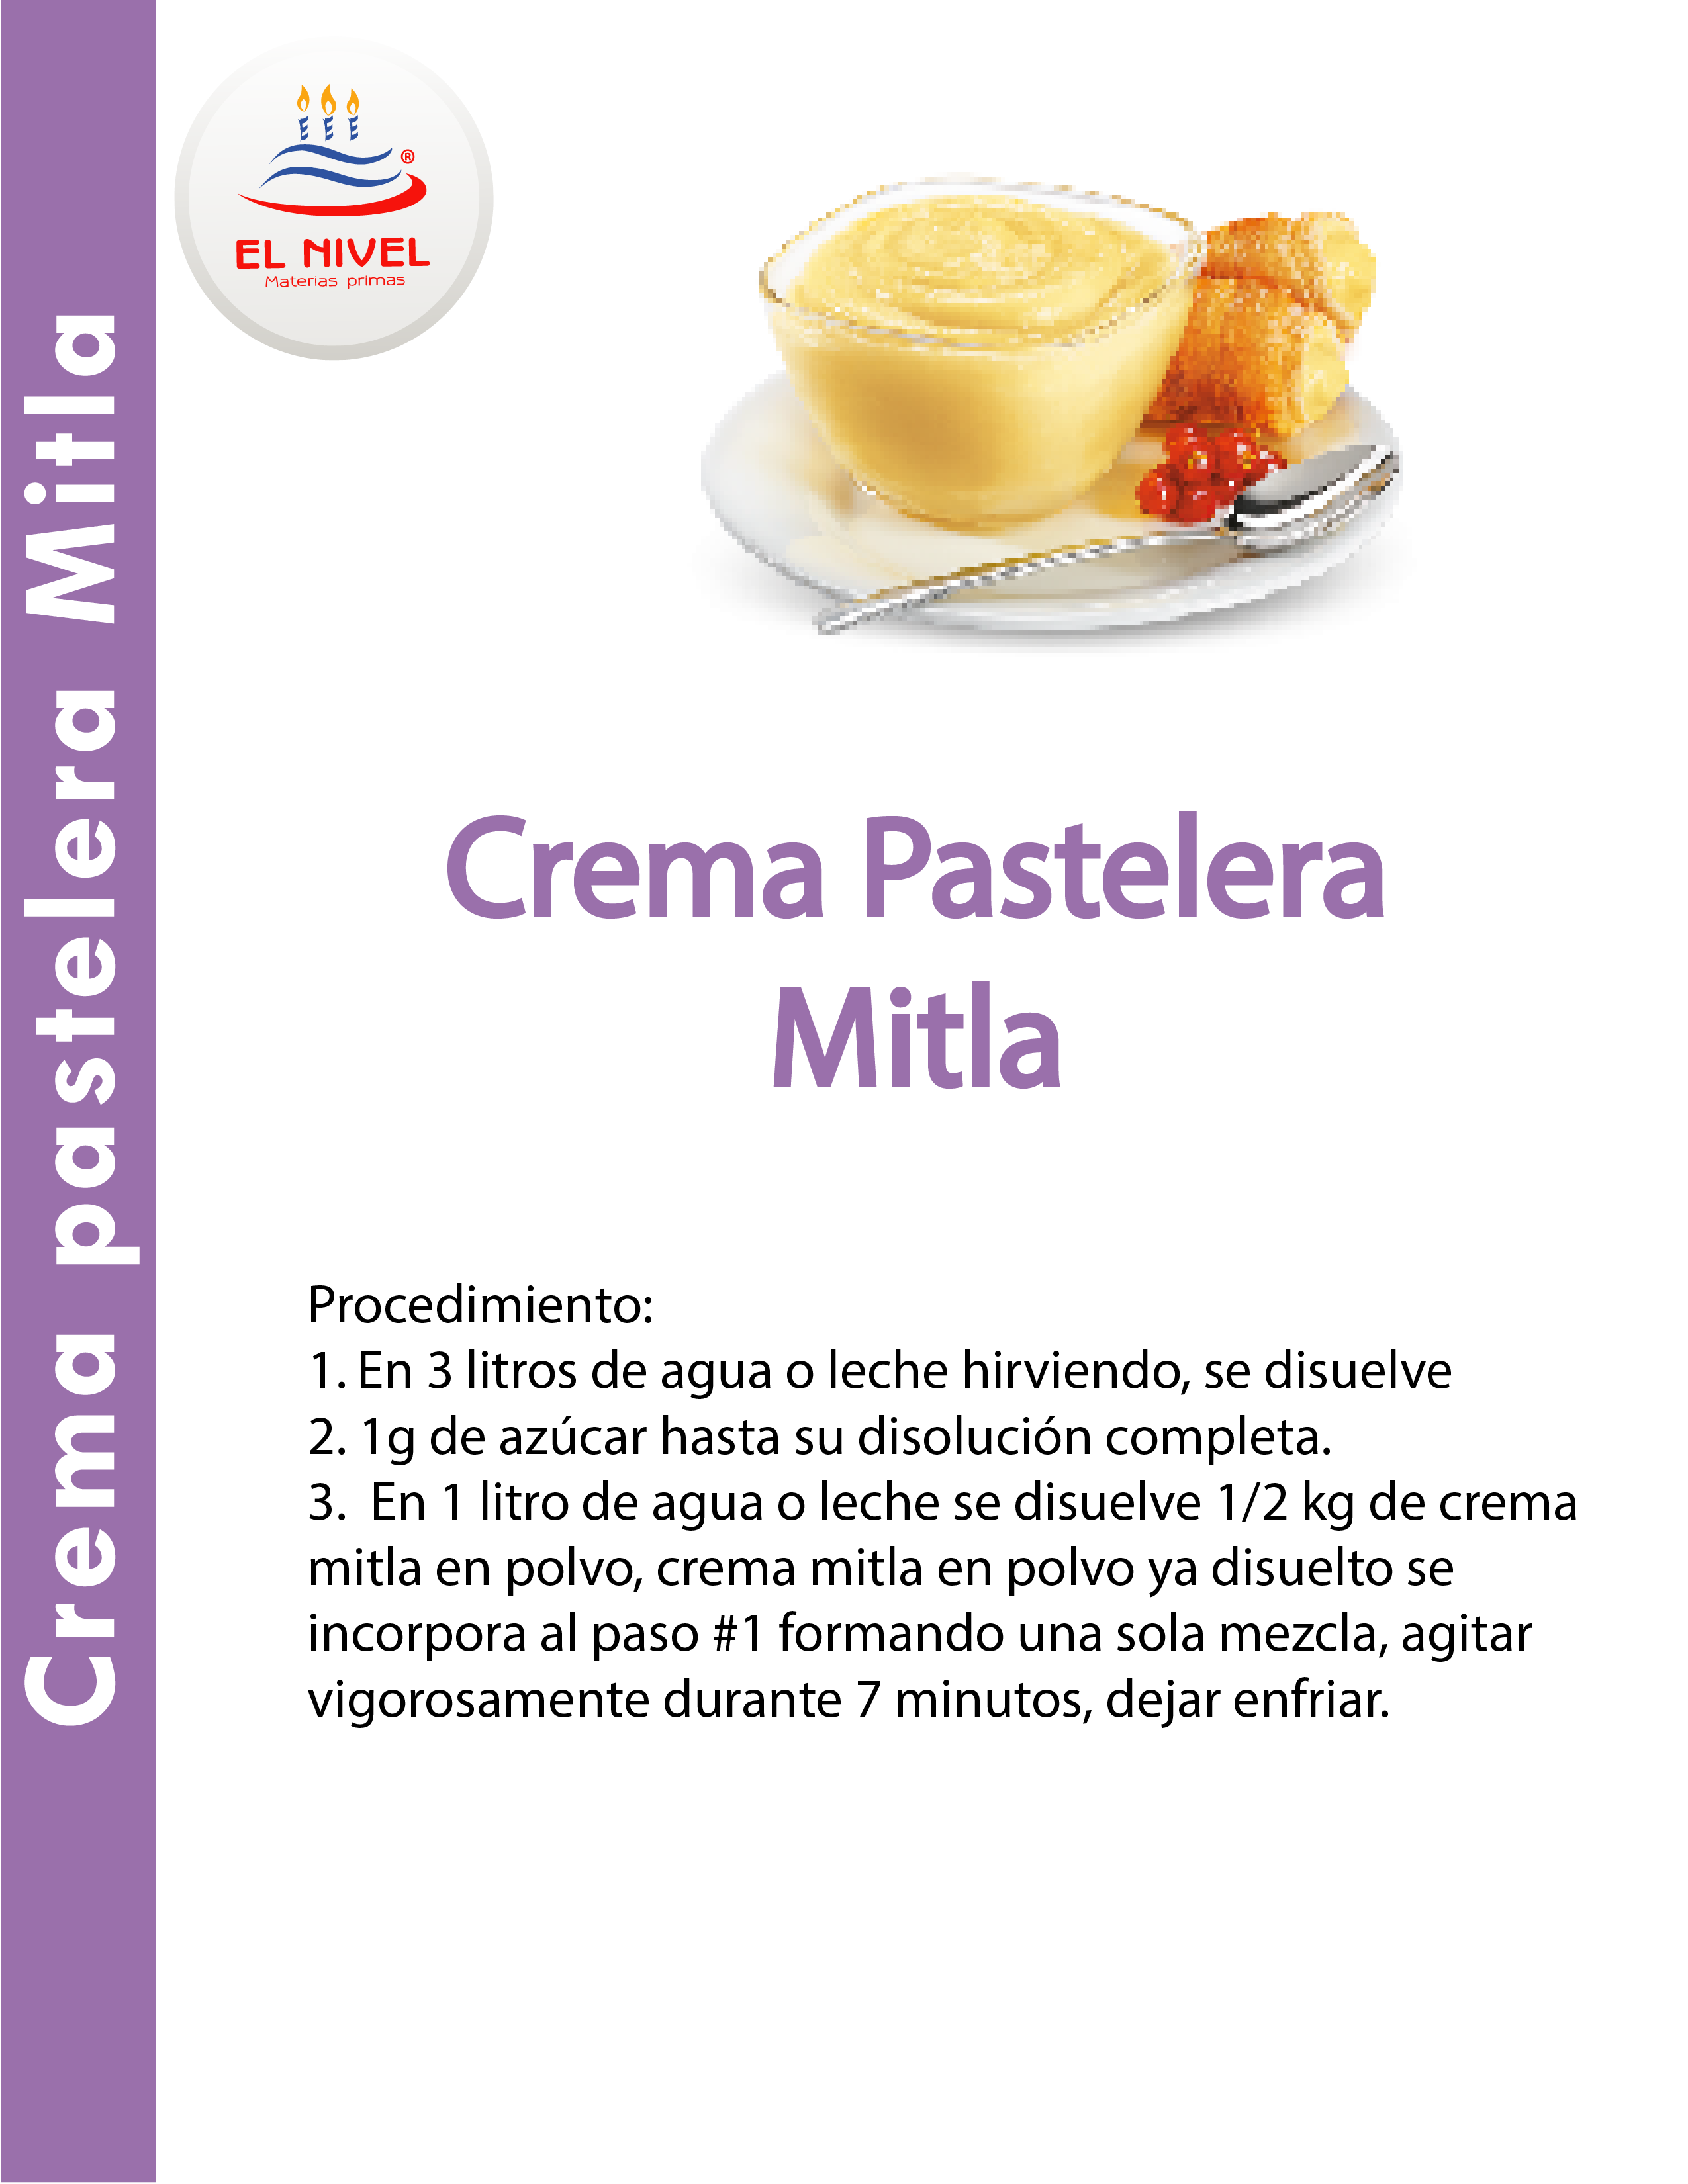 Crema pastelera Mitla
®
EL NIVEL
Materias primas
Crema Pastelera
Mitla
Procedimiento:
1. En 3 litros de agua o leche hirviendo, se disuelve
2. 1g de azúcar hasta su disolución completa.
3. En 1 litro de agua o leche se disuelve 1/2 kg de crema
mitla en polvo, crema mitla en polvo ya disuelto se
incorpora al paso #1 formando una sola mezcla, agitar
vigorosamente durante 7 minutos, dejar enfriar.